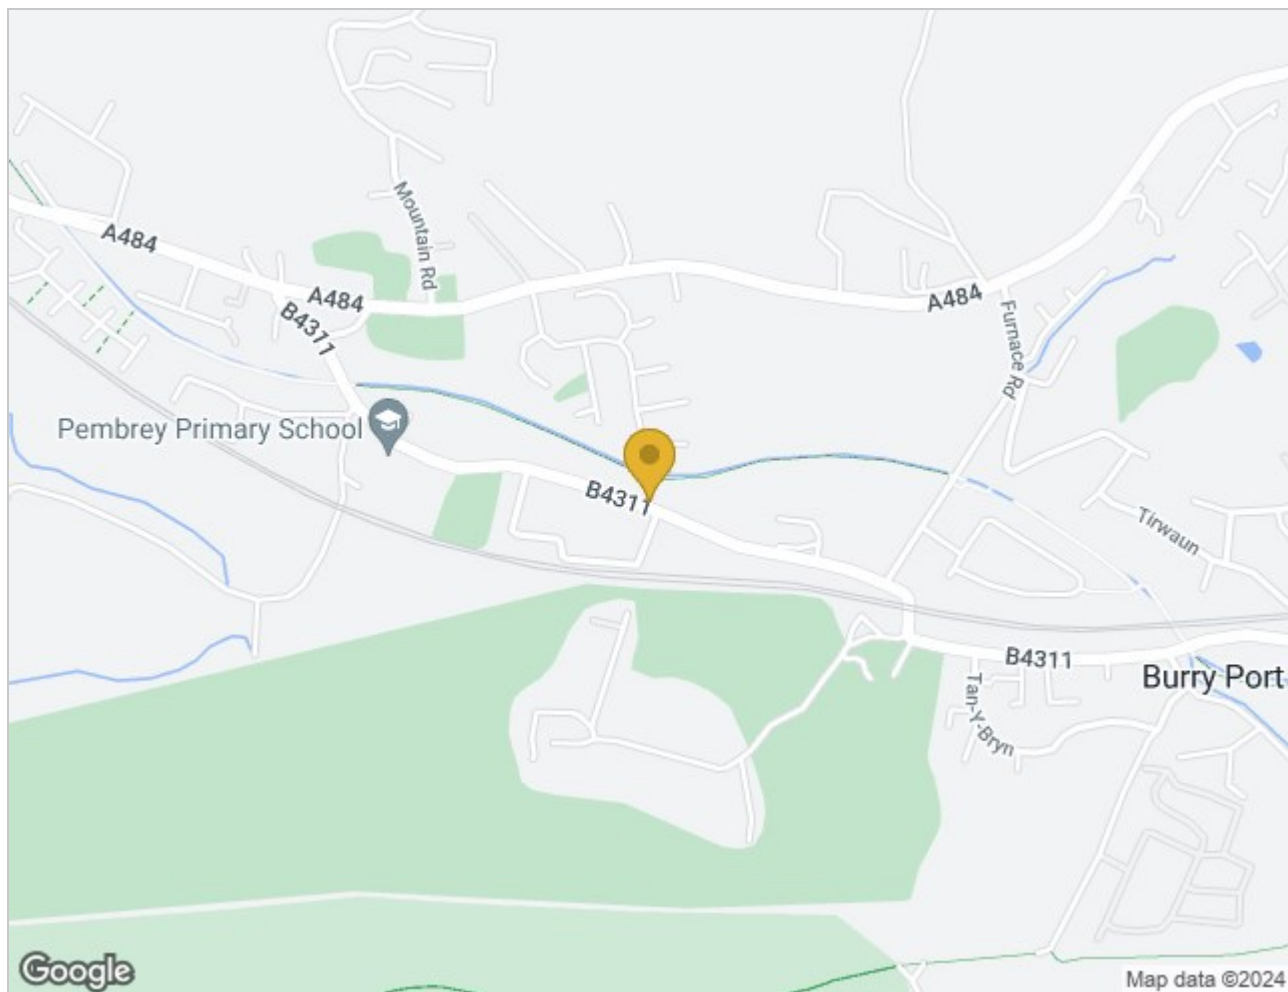 A484
Mountain Rd
A484
A484
B4311
Furnace Rd
Pembrey Primary School
B4311
Tirwaun
B4311
Burry Port
Tan-Y-Bryn
Google
Map data ©2024